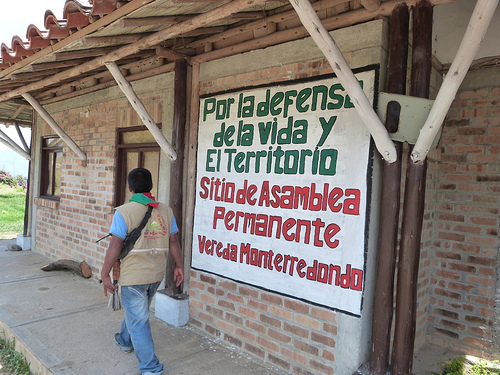 Por la defensa
de la vida y
El Territorio
Sitio de Asamblea
Permanente
Vereda Monterredondo